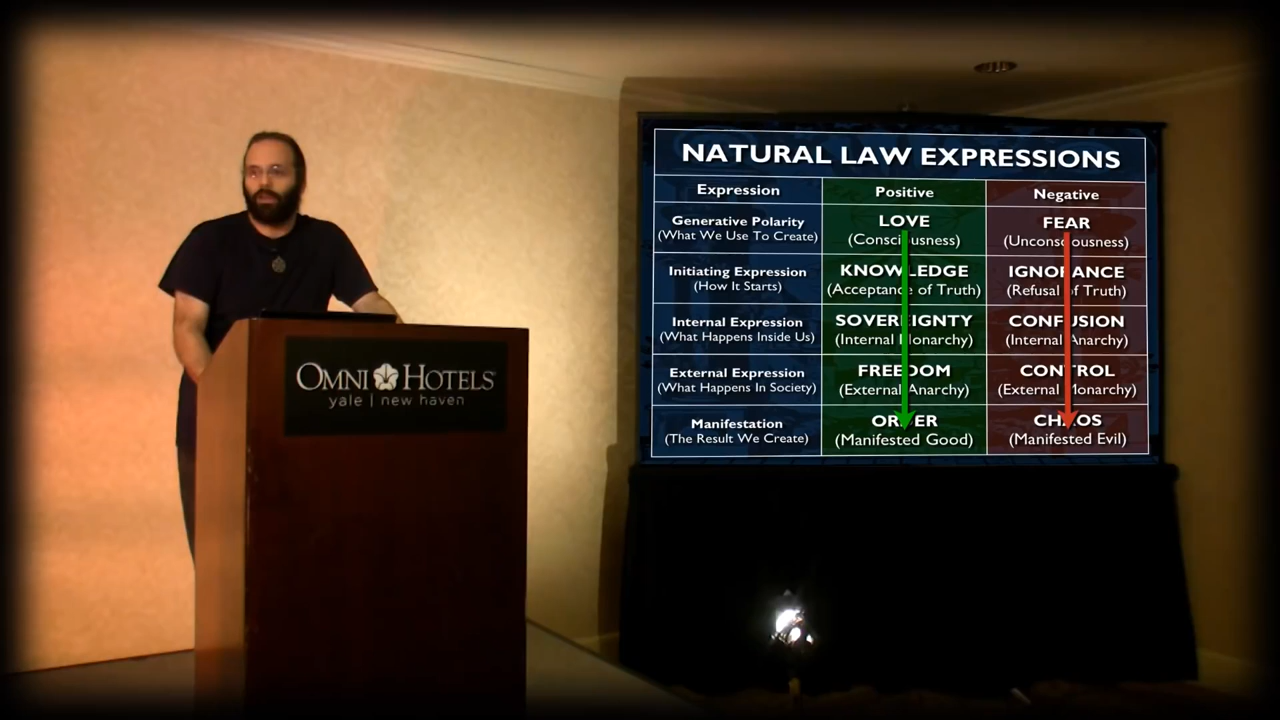 OMNI HOTELS
yale | new haven
NATURAL LAW EXPRESSIONS
Expression Positive Negative
Generative Polarity LOVE FEAR
(What We Use To Create) (Consciousness) (Unconsciousness)
Initiating Expression KNOWLEDGE IGNORANCE
(How It Starts) (Acceptance of Truth) (Refusal of Truth)
Internal Expression SOVEREIGNTY CONFUSION
(What Happens Inside Us) (Internal Monarchy) (Internal Anarchy)
External Expression FREEDOM CONTROL
(What Happens In Society) (External Anarchy) (External Monarchy)
Manifestation ORDER CHAOS
(The Result We Create) (Manifested Good) (Manifested Evil)